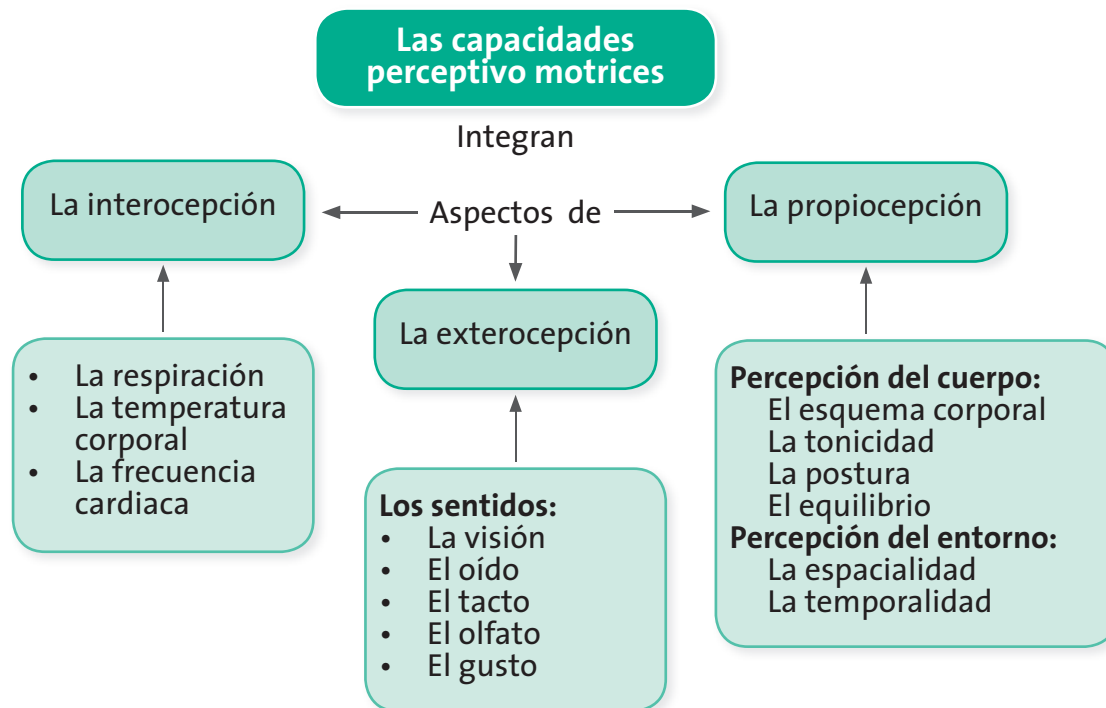 Las capacidades
perceptivo motrices
Integran
La interocepción
Aspectos de
La propiocepción
La exterocepción
• La respiración
• La temperatura
corporal
• La frecuencia
cardiaca
Los sentidos:
• La visión
• El oído
• El tacto
• El olfato
• El gusto
Percepción del cuerpo:
El esquema corporal
La tonicidad
La postura
El equilibrio
Percepción del entorno:
La espacialidad
La temporalidad